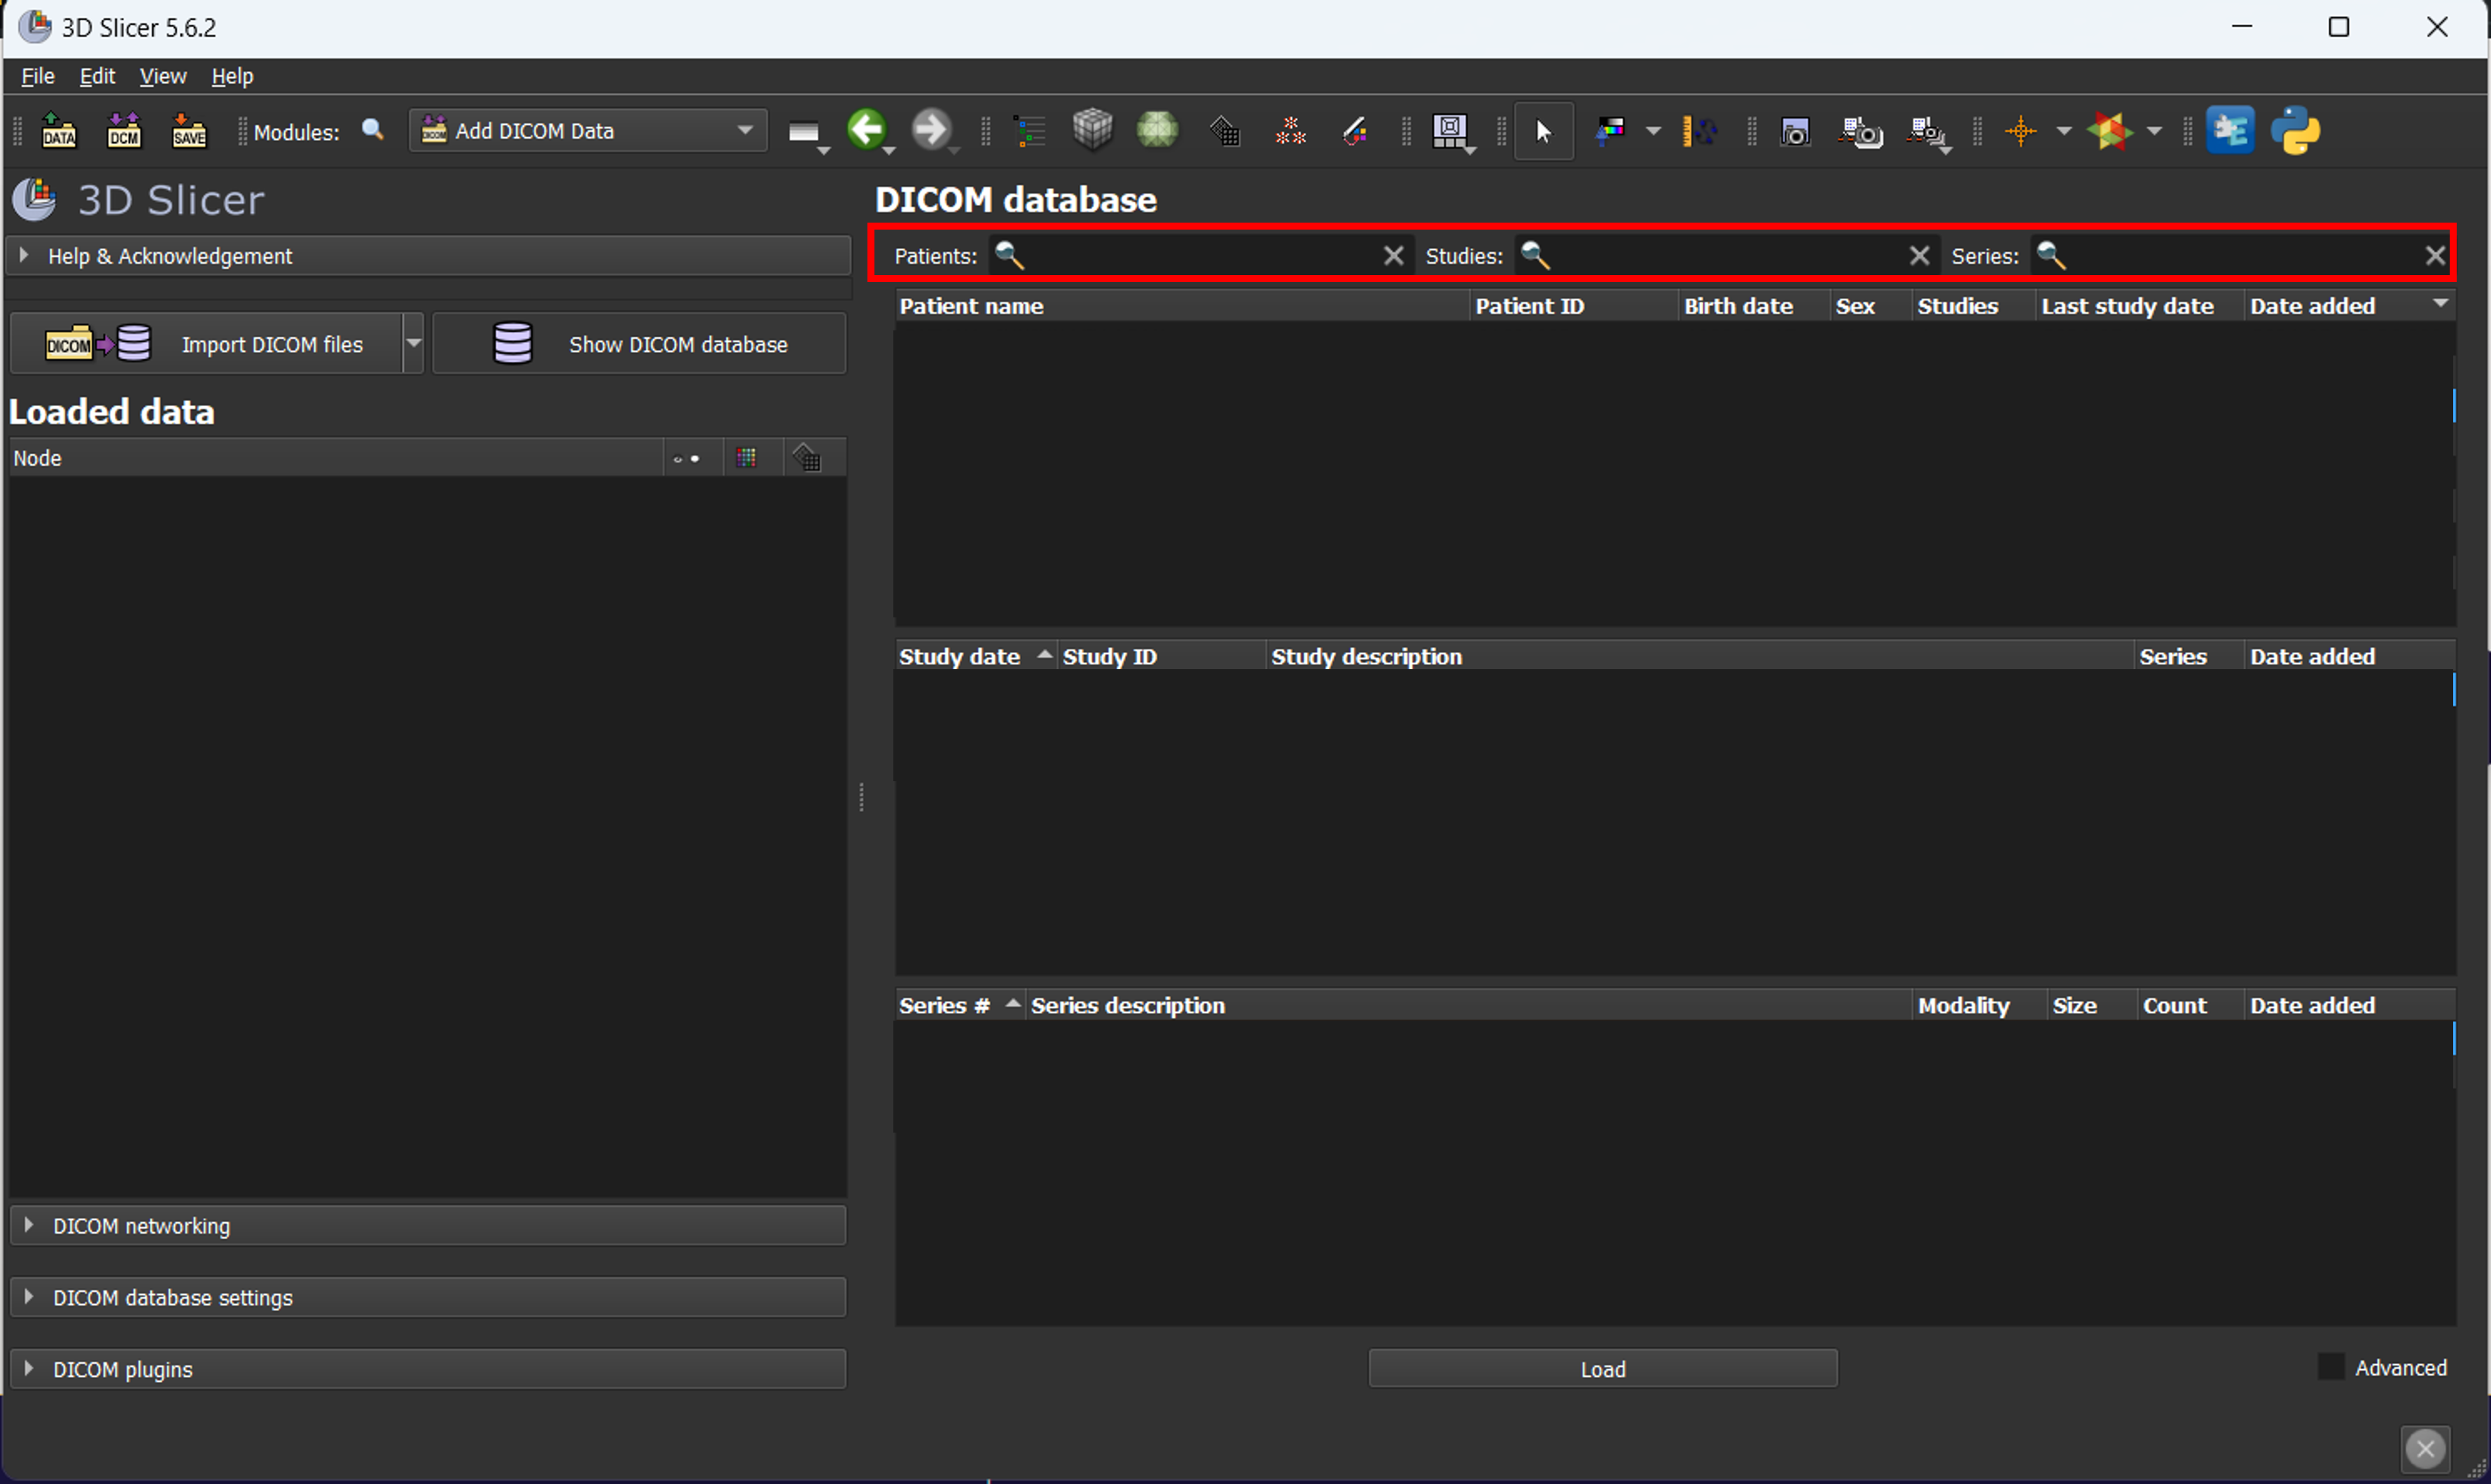 3D Slicer 5.6.2
File Edit View Help
DATA DCM SAVE Modules: Add DICOM Data
3D Slicer
Help & Acknowledgement
DICOM Import DICOM files Show DICOM database
Loaded data
Node
DICOM networking
DICOM database settings
DICOM plugins
DICOM database
Patients: Studies: Series:
Patient name Patient ID Birth date Sex Studies Last study date Date added
Study date Study ID Study description Series Date added
Series # Series description Modality Size Count Date added
Load Advanced